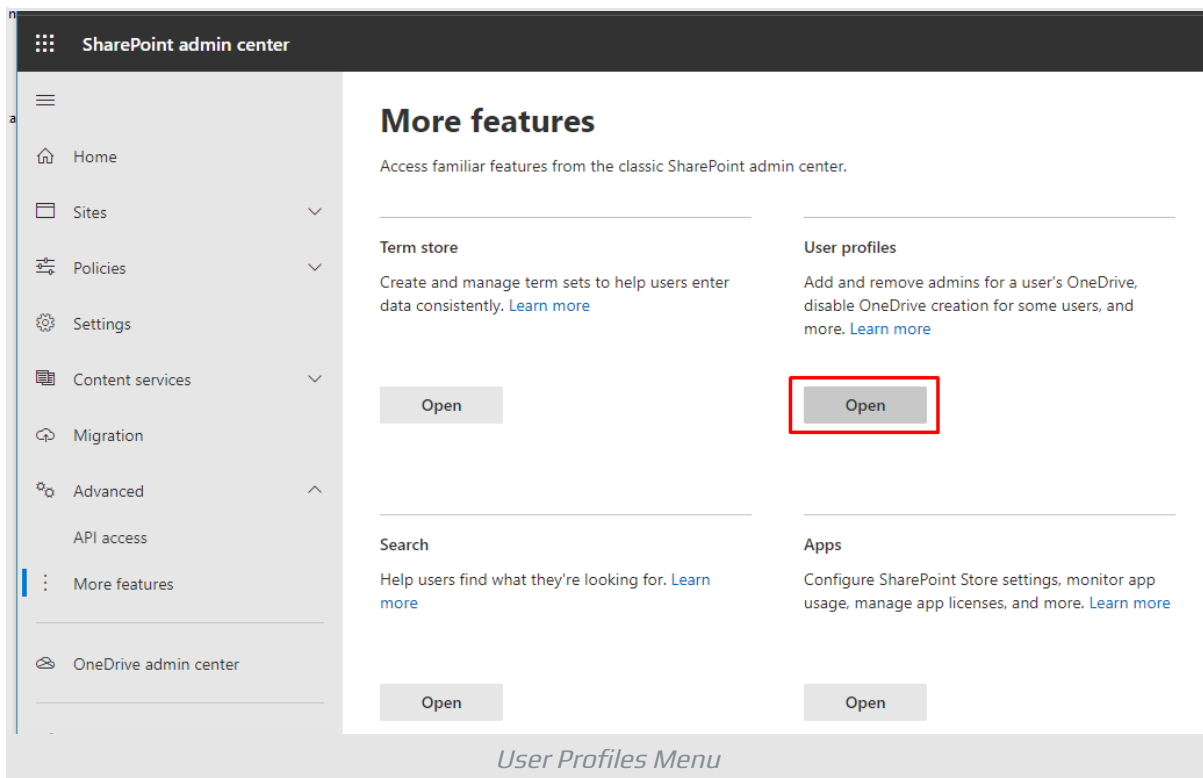 n
SharePoint admin center
a
Home
Sites
Policies
Settings
Content services
Migration
Advanced
API access
More features
OneDrive admin center
More features
Access familiar features from the classic SharePoint admin center.
Term store
Create and manage term sets to help users enter
data consistently. Learn more
Open
User profiles
Add and remove admins for a user's OneDrive,
disable OneDrive creation for some users, and
more. Learn more
Open
Search
Help users find what they're looking for. Learn
more
Open
Apps
Configure SharePoint Store settings, monitor app
usage, manage app licenses, and more. Learn more
Open
User Profiles Menu